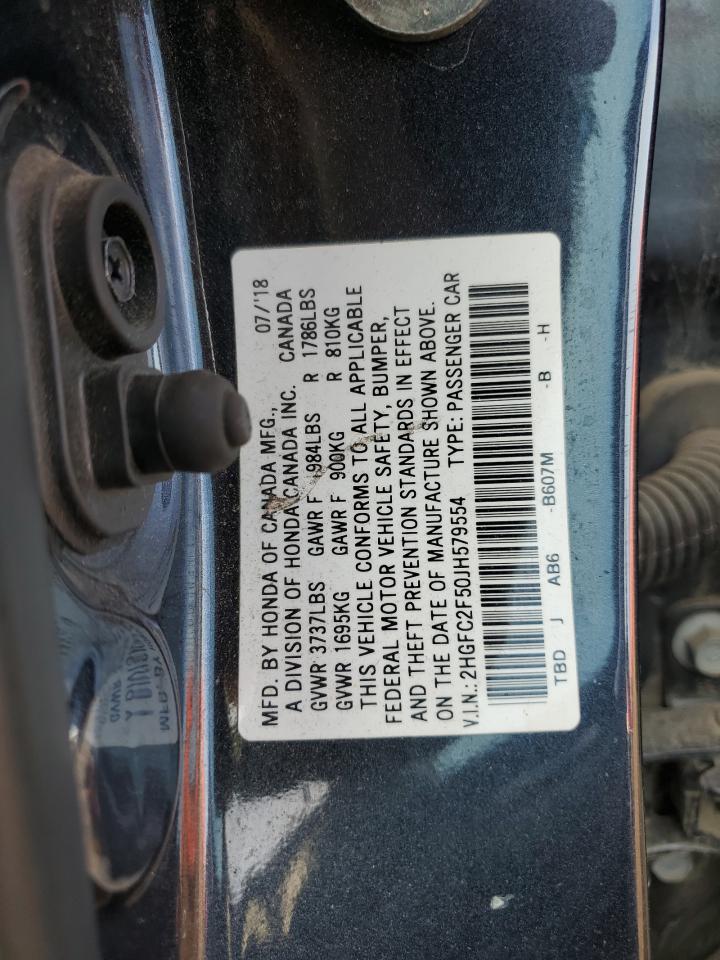 MFD. BY HONDA OF CANADA MFG., 07/'18
A DIVISION OF HONDA CANADA INC. CANADA
GVWR 3737LBS GAWR F 1984LBS R 1786LBS
GVWR 1695KG GAWR F 900KG R 810KG
THIS VEHICLE CONFORMS TO ALL APPLICABLE
FEDERAL MOTOR VEHICLE SAFETY, BUMPER,
AND THEFT PREVENTION STANDARDS IN EFFECT
ON THE DATE OF MANUFACTURE SHOWN ABOVE.
V.I.N.: 2HGFC2F50JH579554 TYPE: PASSENGER CAR
TBD J AB6 -B607M -B -H